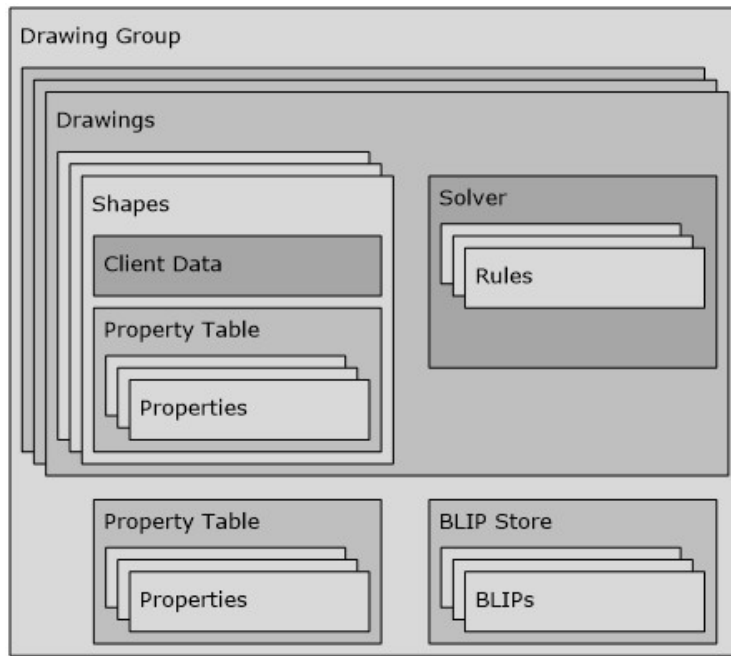 Drawing Group
Drawings
Shapes
Client Data
Property Table
Properties
Solver
Rules
Property Table
Properties
BLIP Store
BLIPs